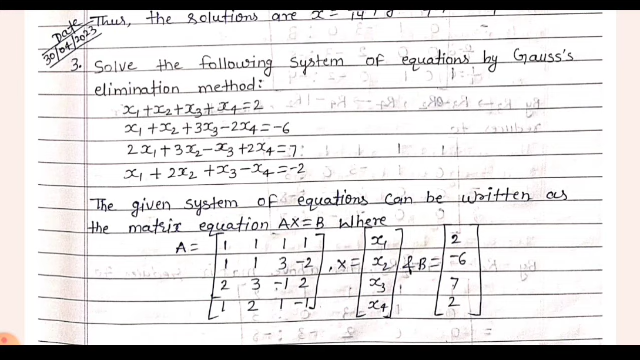 Date
30/04/2023
Thus, the solutions are x =
3. Solve the following system of equations by Gauss's
elimination method:
x₁+x₂+x₃+x₄=2
x₁+x₂+3x₃-2x₄=-6
2x₁+3x₂-x₃+2x₄=7
x₁+2x₂+x₃-x₄=-2
The given system of equations can be written as
the matrix equation AX=B where
A= [1 1 1 1; 1 1 3 -2; 2 3 -1 2; 1 2 1 -1], X= [x₁; x₂; x₃; x₄] & B= [2; -6; 7; 2]